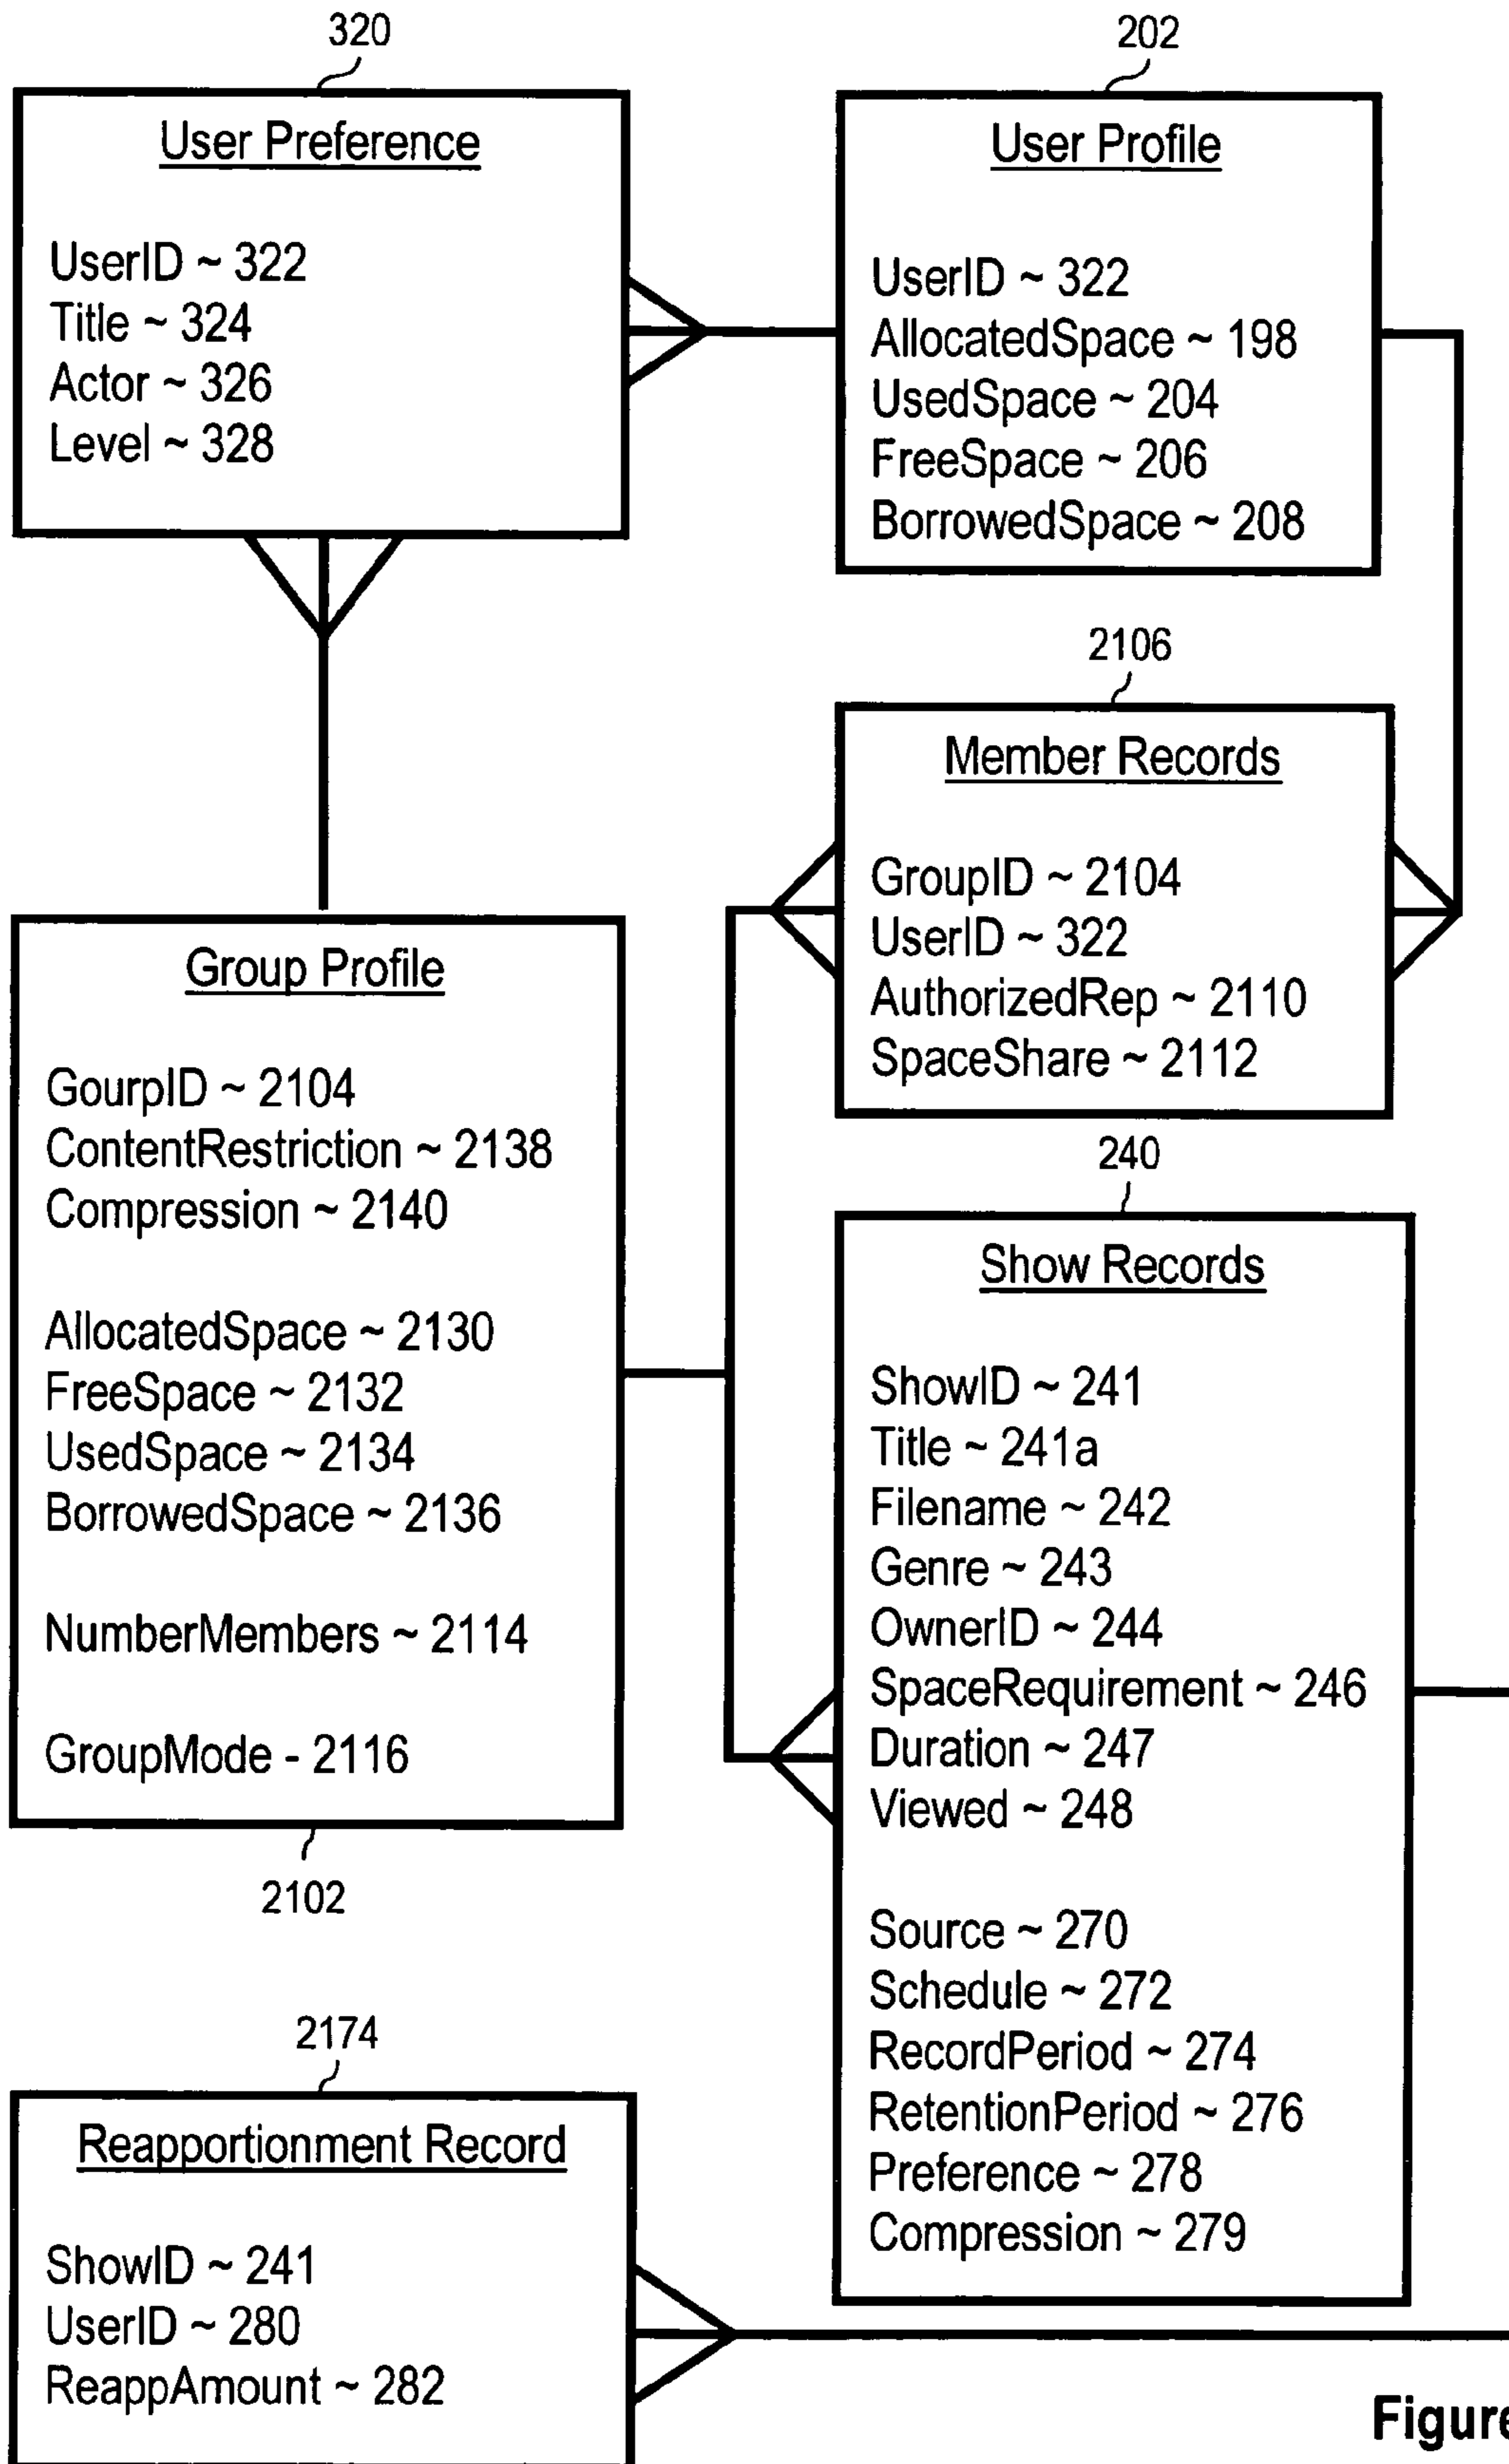 320
User Preference
UserID ~ 322
Title ~ 324
Actor ~ 326
Level ~ 328
202
User Profile
UserID ~ 322
AllocatedSpace ~ 198
UsedSpace ~ 204
FreeSpace ~ 206
BorrowedSpace ~ 208
2106
Member Records
GroupID ~ 2104
UserID ~ 322
AuthorizedRep ~ 2110
SpaceShare ~ 2112
Group Profile
GourpID ~ 2104
ContentRestriction ~ 2138
Compression ~ 2140
AllocatedSpace ~ 2130
FreeSpace ~ 2132
UsedSpace ~ 2134
BorrowedSpace ~ 2136
NumberMembers ~ 2114
GroupMode - 2116
2102
240
Show Records
ShowID ~ 241
Title ~ 241a
Filename ~ 242
Genre ~ 243
OwnerID ~ 244
SpaceRequirement ~ 246
Duration ~ 247
Viewed ~ 248
Source ~ 270
Schedule ~ 272
RecordPeriod ~ 274
RetentionPeriod ~ 276
Preference ~ 278
Compression ~ 279
2174
Reapportionment Record
ShowID ~ 241
UserID ~ 280
ReappAmount ~ 282
Figure